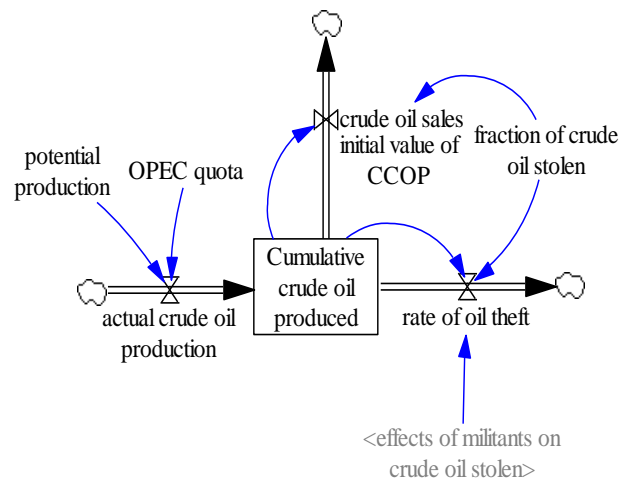 crude oil sales
initial value of
CCOP
fraction of crude
oil stolen
potential
production
OPEC quota
Cumulative
crude oil
produced
actual crude oil
production
rate of oil theft
<effects of militants on
crude oil stolen>